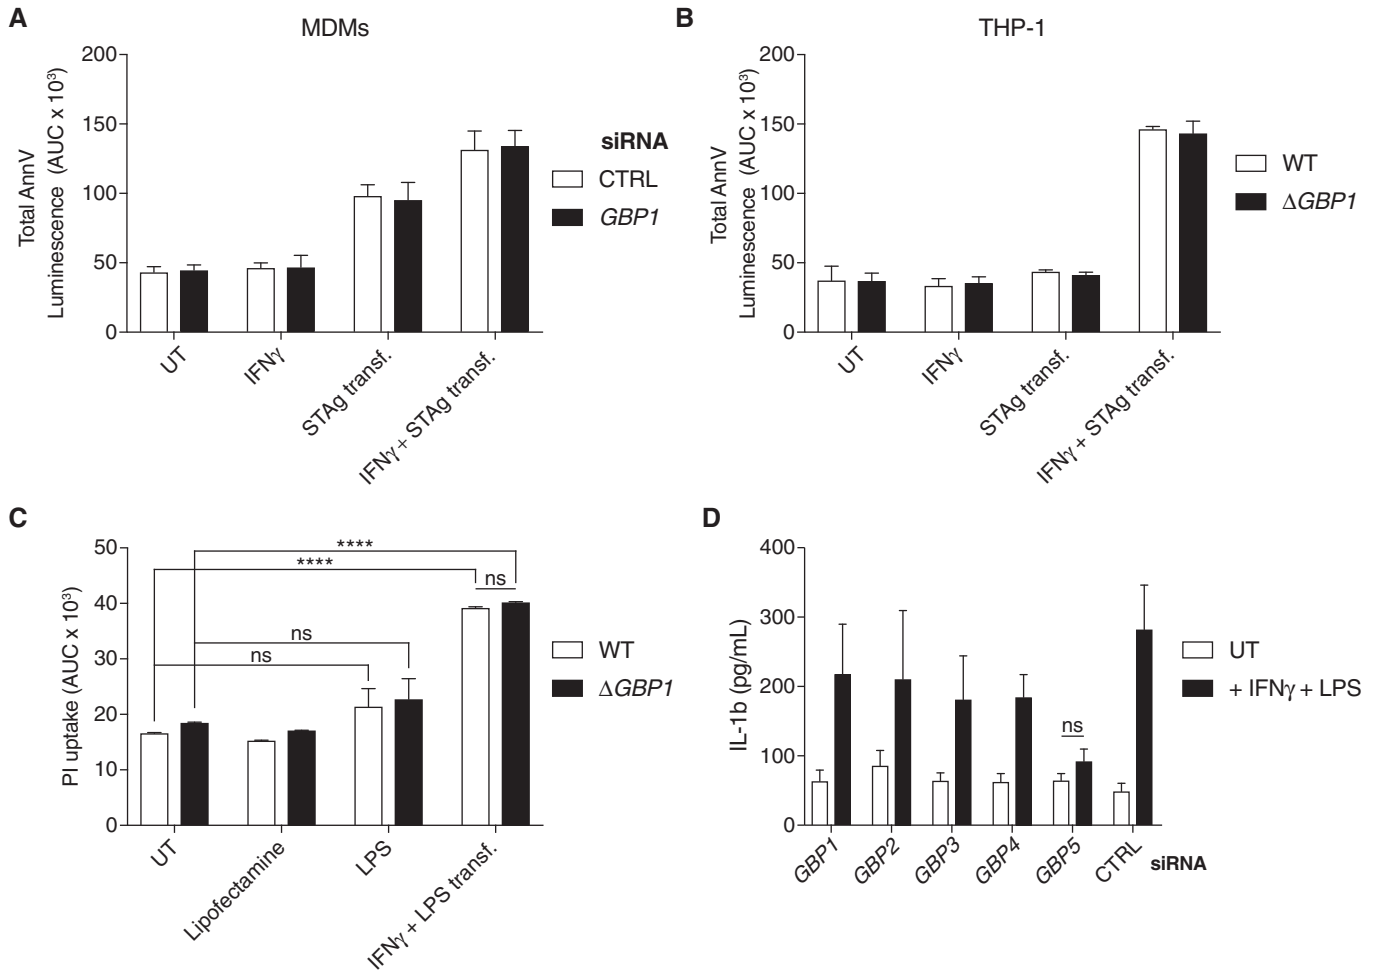 A
MDMs
Total AnnV
Luminescence (AUC x 10³)
200
150
100
50
0
UT
IFNγ
STAg transf.
IFNγ + STAg transf.
siRNA
CTRL
GBP1
B
THP-1
Total AnnV
Luminescence (AUC x 10³)
200
150
100
50
0
UT
IFNγ
STAg transf.
IFNγ + STAg transf.
WT
ΔGBP1
C
PI uptake (AUC x 10³)
50
40
30
20
10
0
****
****
ns
ns
ns
UT
Lipofectamine
LPS
IFNγ + LPS transf.
WT
ΔGBP1
D
IL-1b (pg/mL)
400
300
200
100
0
ns
GBP1
GBP2
GBP3
GBP4
GBP5
CTRL
siRNA
UT
+ IFNγ + LPS